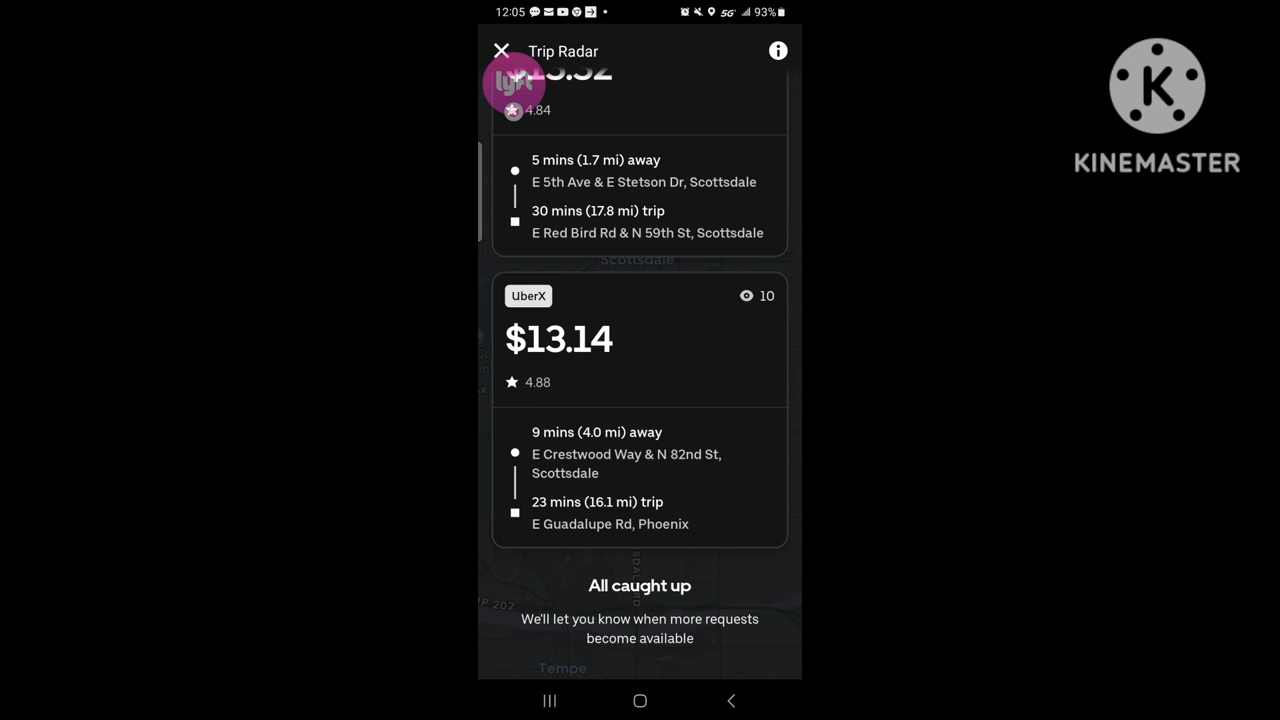 12:05
5G
93%
Trip Radar
lyft
4.84
5 mins (1.7 mi) away
E 5th Ave & E Stetson Dr, Scottsdale
30 mins (17.8 mi) trip
E Red Bird Rd & N 59th St, Scottsdale
Scottsdale
UberX
10
$13.14
4.88
9 mins (4.0 mi) away
E Crestwood Way & N 82nd St,
Scottsdale
23 mins (16.1 mi) trip
E Guadalupe Rd, Phoenix
All caught up
We'll let you know when more requests
become available
Tempe
K
KINEMASTER